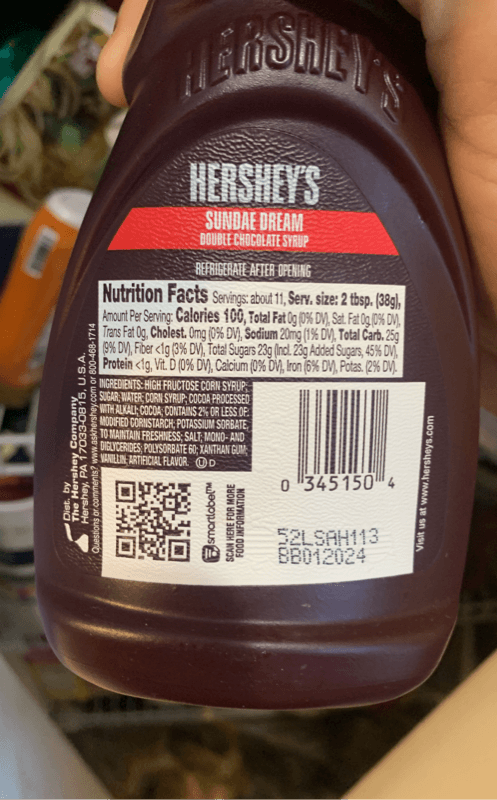 HERSHEY'S
HERSHEY'S
SUNDAE DREAM
DOUBLE CHOCOLATE SYRUP
REFRIGERATE AFTER OPENING
Nutrition Facts Servings: about 11, Serv. size: 2 tbsp. (38g),
Amount Per Serving: Calories 100, Total Fat 0g (0% DV), Sat. Fat 0g (0% DV),
Trans Fat 0g, Cholest. 0mg (0% DV), Sodium 20mg (1% DV), Total Carb. 25g
(9% DV), Fiber <1g (3% DV), Total Sugars 23g (Incl. 23g Added Sugars, 45% DV),
Protein <1g, Vit. D (0% DV), Calcium (0% DV), Iron (6% DV), Potas. (2% DV).
INGREDIENTS: HIGH FRUCTOSE CORN SYRUP;
SUGAR; WATER; CORN SYRUP; COCOA PROCESSED
WITH ALKALI; COCOA; CONTAINS 2% OR LESS OF:
MODIFIED CORNSTARCH; POTASSIUM SORBATE,
TO MAINTAIN FRESHNESS; SALT; MONO- AND
DIGLYCERIDES; POLYSORBATE 60; XANTHAN GUM;
VANILLIN, ARTIFICIAL FLAVOR. U D
Dist. by
The Hershey Company
Hershey, PA 17033-0815, U.S.A.
Questions or comments? www.askhershey.com or 800-468-1714
smartlabel™
SCAN HERE FOR MORE
FOOD INFORMATION
0 345150 4
52LSAH113
BB012024
Visit us at www.hersheys.com